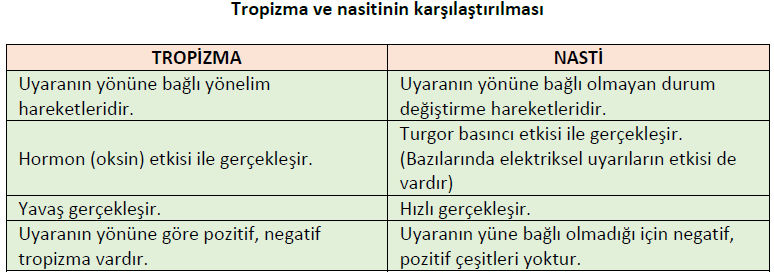 Tropizma ve nasitinin karşılaştırılması
TROPİZMA
NASTİ
Uyaranın yönüne bağlı yönelim
hareketleridir.
Uyaranın yönüne bağlı olmayan durum
değiştirme hareketleridir.
Hormon (oksin) etkisi ile gerçekleşir.
Turgor basıncı etkisi ile gerçekleşir.
(Bazılarında elektriksel uyarıların etkisi de
vardır)
Yavaş gerçekleşir.
Hızlı gerçekleşir.
Uyaranın yönüne göre pozitif, negatif
tropizma vardır.
Uyaranın yüne bağlı olmadığı için negatif,
pozitif çeşitleri yoktur.